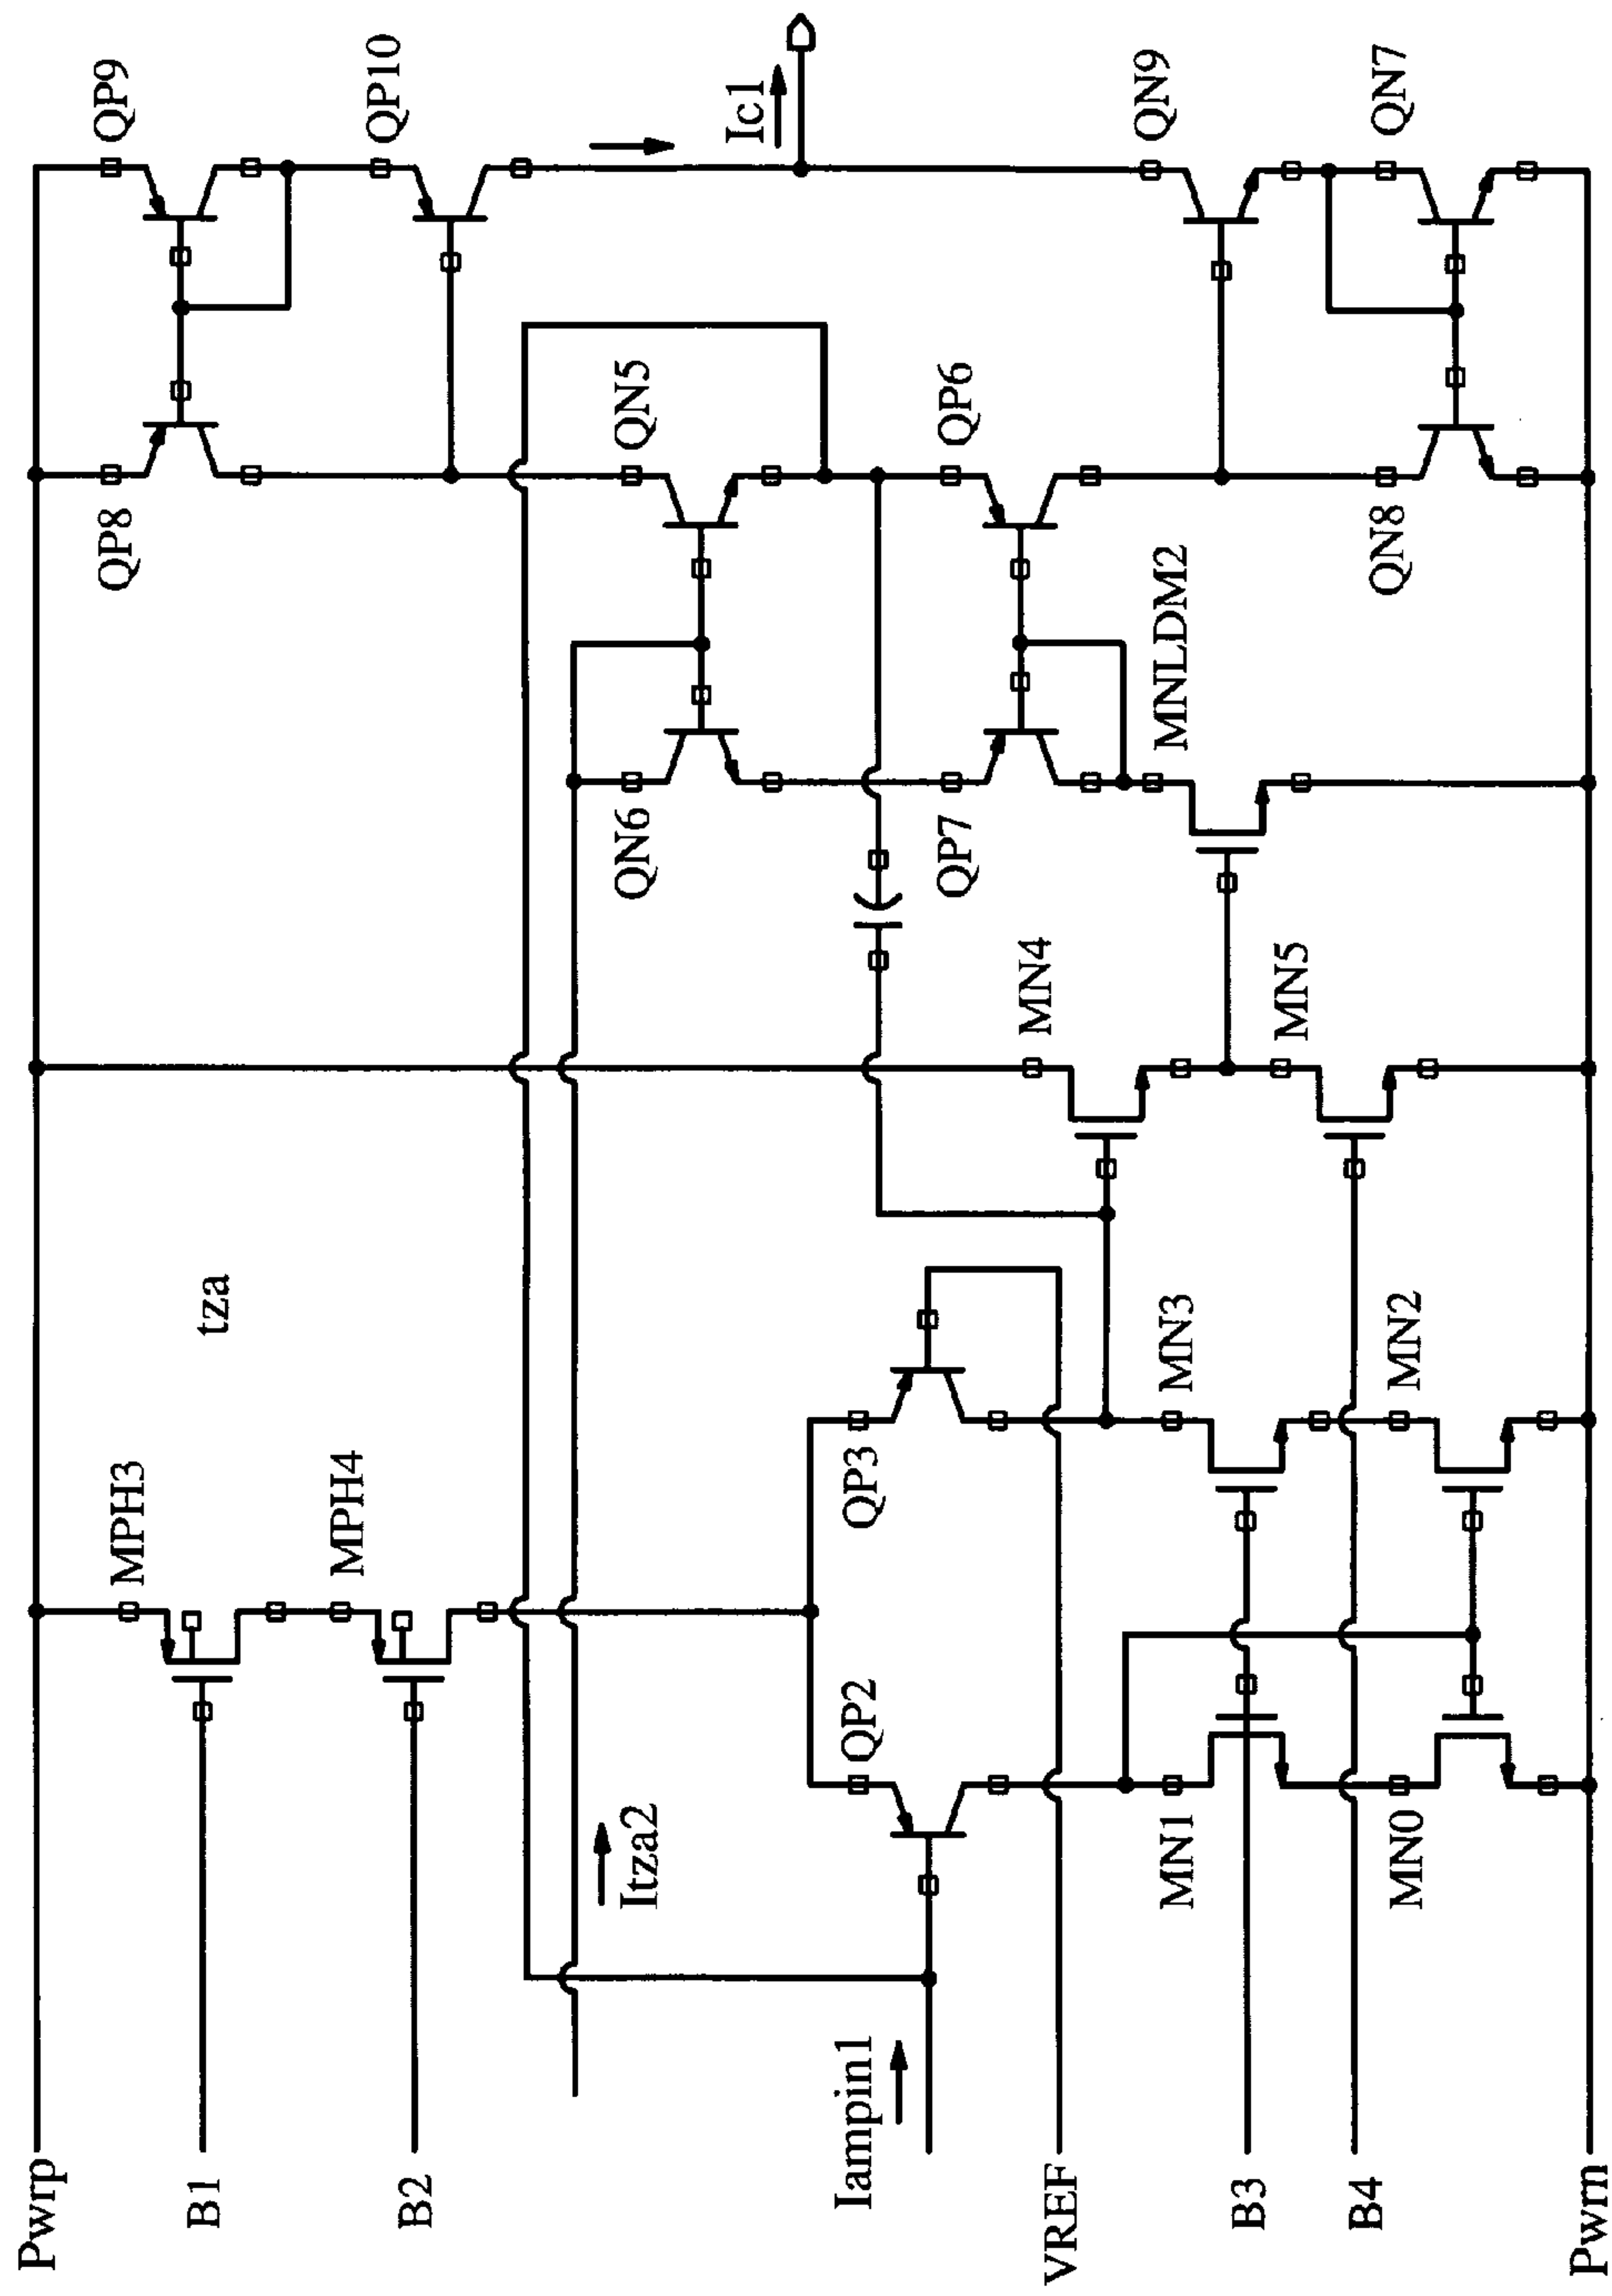 QP9
QP10
Ic1
QN9
QN7
QP8
QN5
QP6
QN8
MNLDM2
QN6
QP7
MN4
MN5
tza
MPH3
MPH4
QP3
MN3
MN2
QP2
Itza2
MN1
MN0
Iampin1
Pwrp
B1
B2
VREF
B3
B4
Pwrn